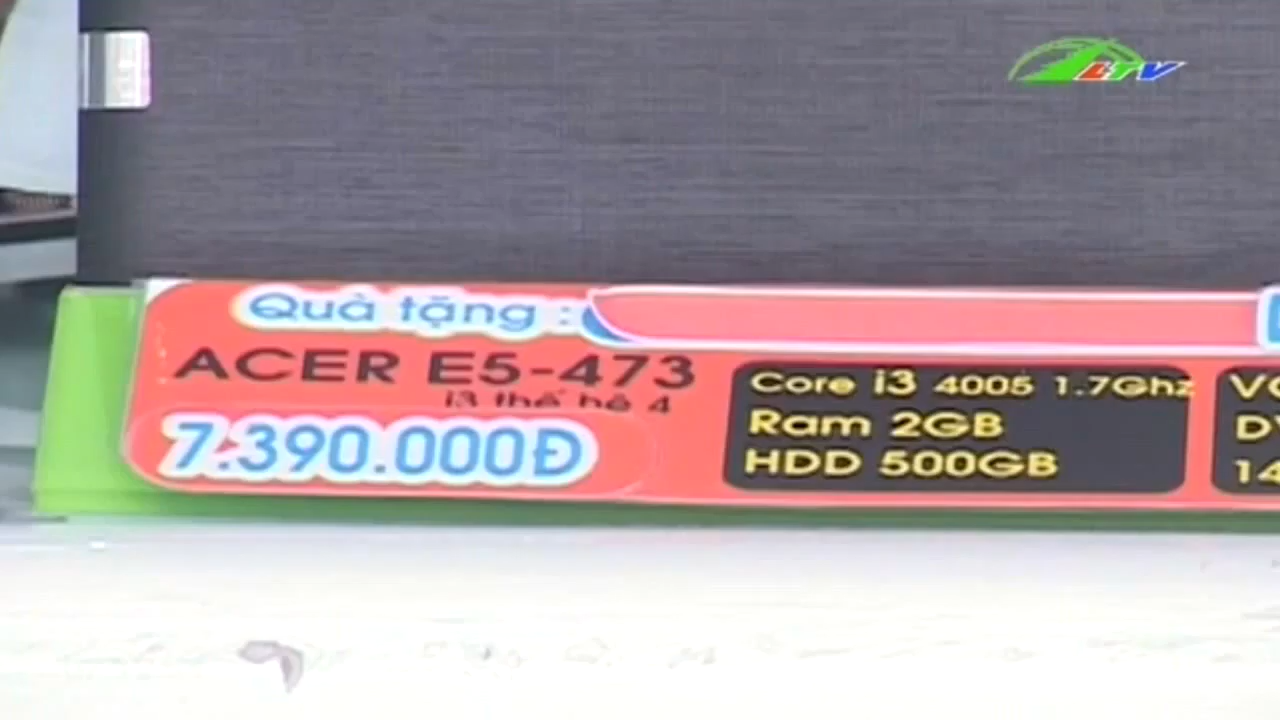 LTV
Quà tặng :
ACER E5-473
i3 thế hệ 4
7.390.000Đ
Core i3 4005 1.7Ghz
Ram 2GB
HDD 500GB
14